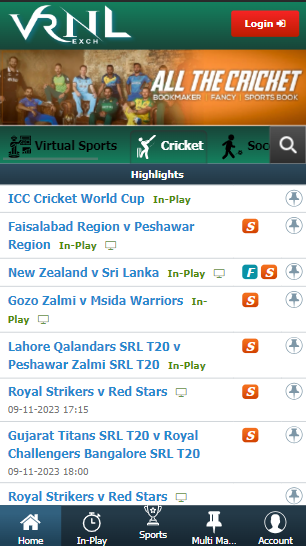 VRNL
EXCH
Login
ALL THE CRICKET
BOOKMAKER | FANCY | SPORTS BOOK
Virtual Sports
Cricket
Soc
Highlights
ICC Cricket World Cup In-Play
Faisalabad Region v Peshawar
Region In-Play
S
New Zealand v Sri Lanka In-Play
F S
Gozo Zalmi v Msida Warriors In-
Play
S
Lahore Qalandars SRL T20 v
Peshawar Zalmi SRL T20 In-Play
S
Royal Strikers v Red Stars
S
09-11-2023 17:15
Gujarat Titans SRL T20 v Royal
Challengers Bangalore SRL T20
S
09-11-2023 18:00
Royal Strikers v Red Stars
S
Home
In-Play
Sports
Multi Ma...
Account